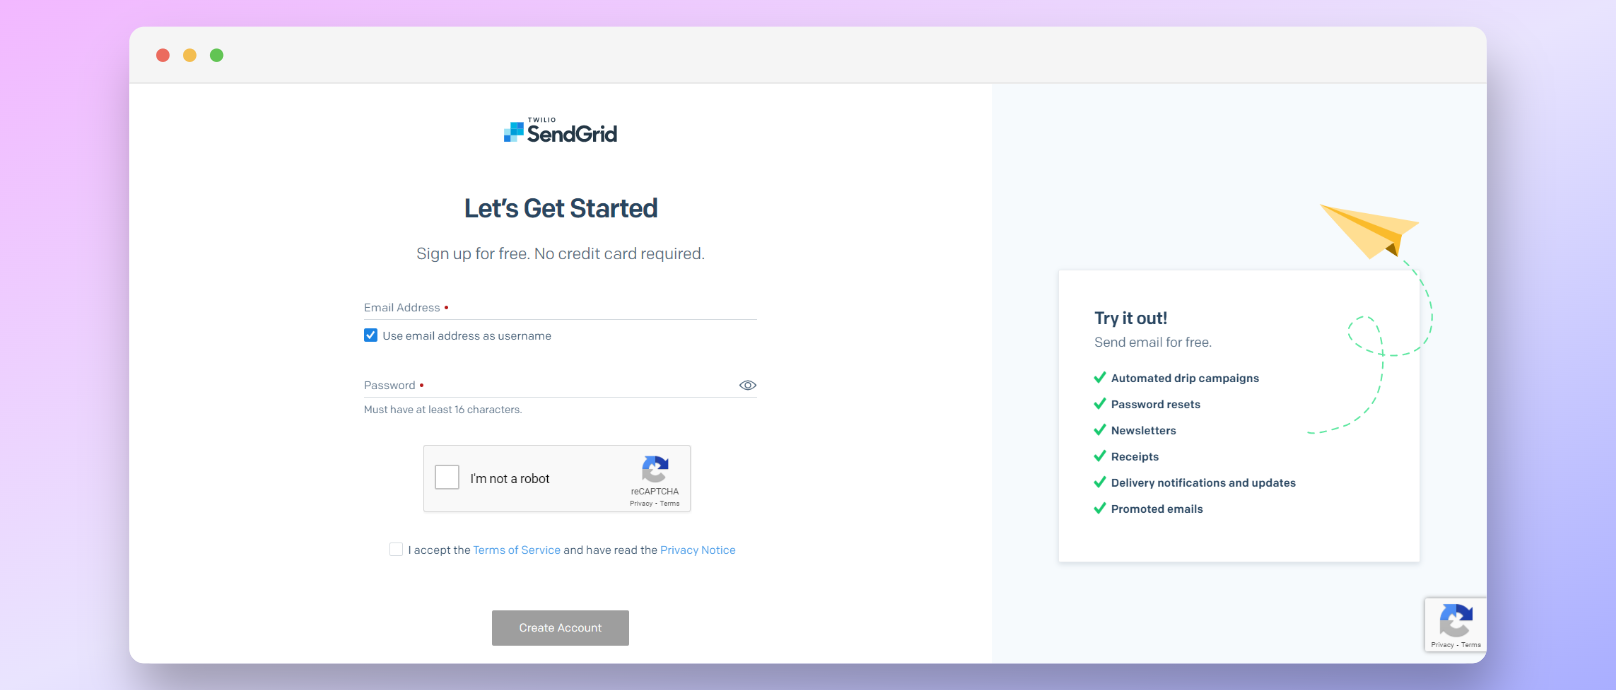 TWILIO
SendGrid
Let's Get Started
Sign up for free. No credit card required.
Email Address •
Use email address as username
Password •
Must have at least 16 characters.
I'm not a robot
reCAPTCHA
Privacy - Terms
I accept the Terms of Service and have read the Privacy Notice
Create Account
Try it out!
Send email for free.
Automated drip campaigns
Password resets
Newsletters
Receipts
Delivery notifications and updates
Promoted emails
Privacy - Terms